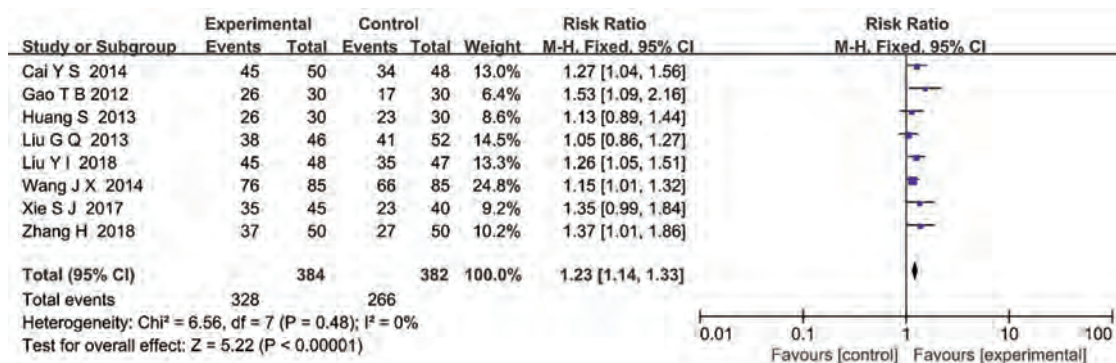 Experimental Control Risk Ratio Risk Ratio
Study or Subgroup Events Total Events Total Weight M-H, Fixed, 95% CI M-H, Fixed, 95% CI
Cai Y S 2014 45 50 34 48 13.0% 1.27 [1.04, 1.56]
Gao T B 2012 26 30 17 30 6.4% 1.53 [1.09, 2.16]
Huang S 2013 26 30 23 30 8.6% 1.13 [0.89, 1.44]
Liu G Q 2013 38 46 41 52 14.5% 1.05 [0.86, 1.27]
Liu Y I 2018 45 48 35 47 13.3% 1.26 [1.05, 1.51]
Wang J X 2014 76 85 66 85 24.8% 1.15 [1.01, 1.32]
Xie S J 2017 35 45 23 40 9.2% 1.35 [0.99, 1.84]
Zhang H 2018 37 50 27 50 10.2% 1.37 [1.01, 1.86]
Total (95% CI) 384 382 100.0% 1.23 [1.14, 1.33]
Total events 328 266
Heterogeneity: Chi² = 6.56, df = 7 (P = 0.48); I² = 0%
Test for overall effect: Z = 5.22 (P < 0.00001)
0.01 0.1 1 10 100
Favours [control] Favours [experimental]